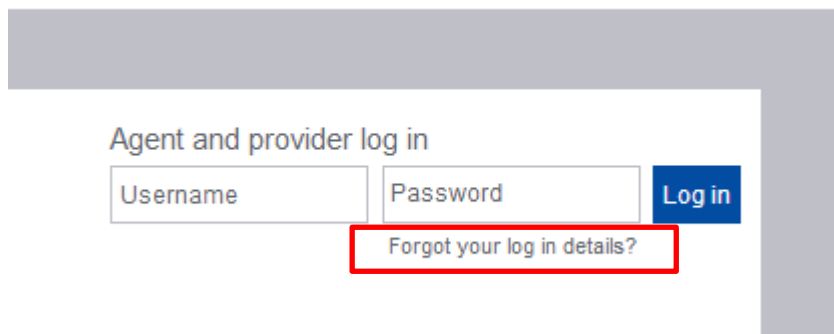 Agent and provider log in
Username Password Log in
Forgot your log in details?